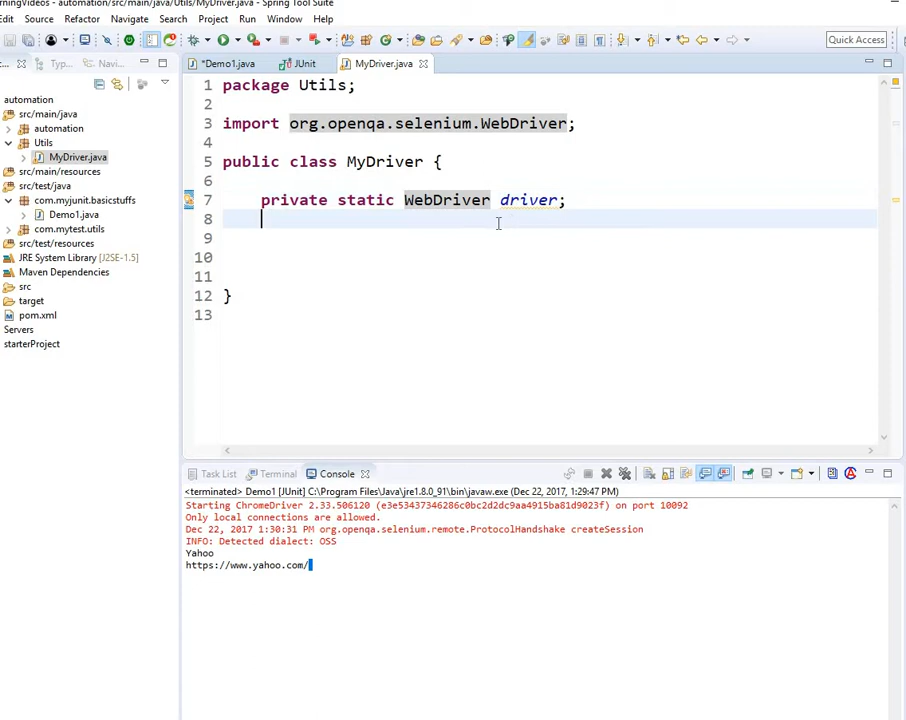 rningVideos - automation/src/main/java/Utils/MyDriver.java - Spring Tool Suite
Edit Source Refactor Navigate Search Project Run Window Help
Quick Access
Typ... Navi...
*Demo1.java JUnit MyDriver.java
automation
src/main/java
automation
Utils
MyDriver.java
src/main/resources
src/test/java
com.myjunit.basicstuffs
Demo1.java
com.mytest.utils
src/test/resources
JRE System Library [J2SE-1.5]
Maven Dependencies
src
target
pom.xml
Servers
starterProject
1 package Utils;
2
3 import org.openqa.selenium.WebDriver;
4
5 public class MyDriver {
6
7 private static WebDriver driver;
8
9
10
11
12 }
13
Task List Terminal Console
<terminated> Demo1 [JUnit] C:\Program Files\Java\jre1.8.0_91\bin\javaw.exe (Dec 22, 2017, 1:29:47 PM)
Starting ChromeDriver 2.33.506120 (e3e53437346286c0bc2d2dc9aa4915ba81d9023f) on port 10092
Only local connections are allowed.
Dec 22, 2017 1:30:31 PM org.openqa.selenium.remote.ProtocolHandshake createSession
INFO: Detected dialect: OSS
Yahoo
https://www.yahoo.com/